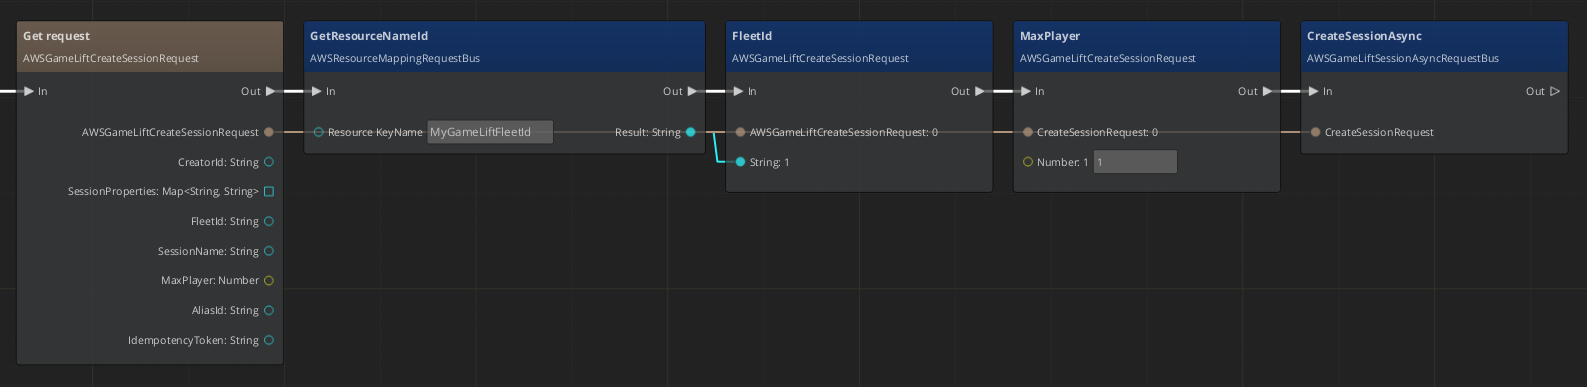 Get request
AWSGameLiftCreateSessionRequest
In
Out
AWSGameLiftCreateSessionRequest
CreatorId: String
SessionProperties: Map<String, String>
FleetId: String
SessionName: String
MaxPlayer: Number
AliasId: String
IdempotencyToken: String
GetResourceNameId
AWSResourceMappingRequestBus
In
Out
Resource KeyName MyGameLiftFleetId
Result: String
FleetId
AWSGameLiftCreateSessionRequest
In
Out
AWSGameLiftCreateSessionRequest: 0
String: 1
MaxPlayer
AWSGameLiftCreateSessionRequest
In
Out
CreateSessionRequest: 0
Number: 1 1
CreateSessionAsync
AWSGameLiftSessionAsyncRequestBus
In
Out
CreateSessionRequest